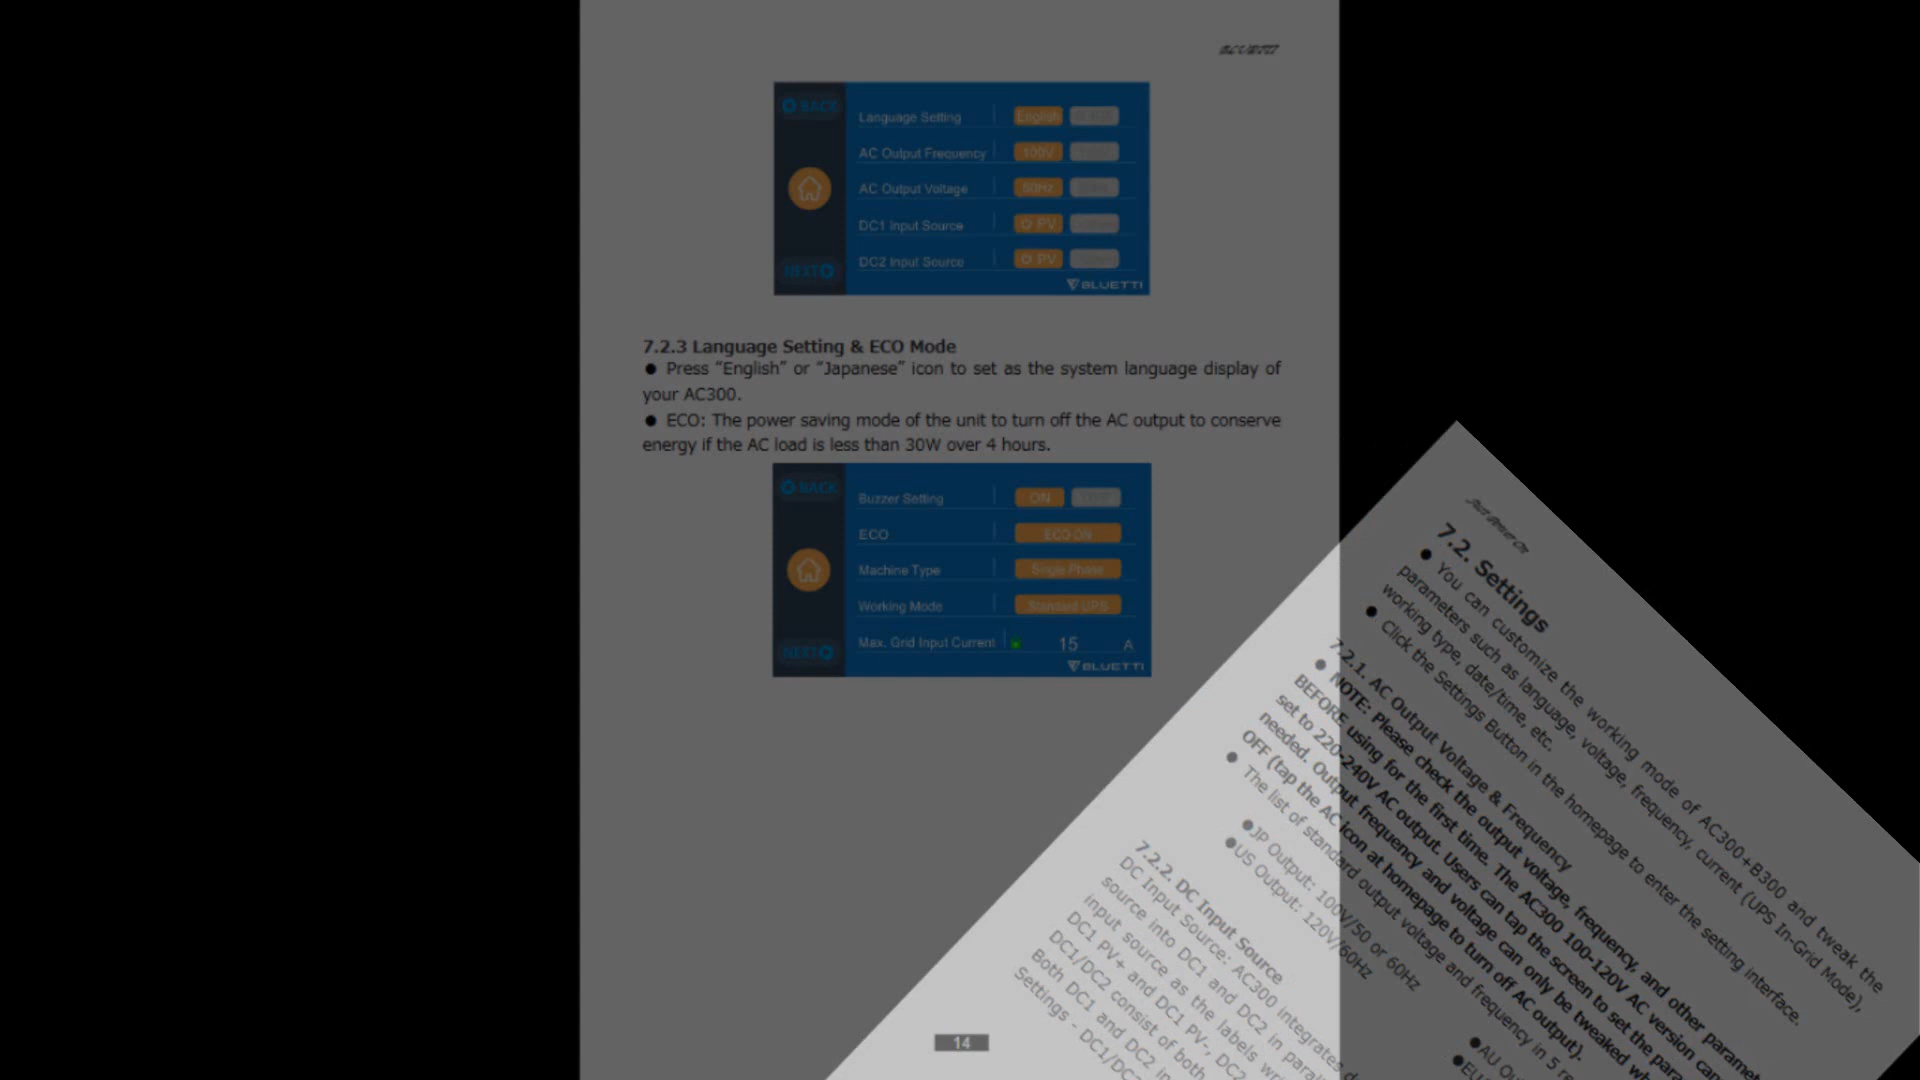 BLUETTI
BACK
Language Setting English
AC Output Frequency 100V
AC Output Voltage 50Hz
DC1 Input Source PV
DC2 Input Source PV
NEXT
BLUETTI
7.2.3 Language Setting & ECO Mode
● Press “English” or “Japanese” icon to set as the system language display of
your AC300.
● ECO: The power saving mode of the unit to turn off the AC output to conserve
energy if the AC load is less than 30W over 4 hours.
BACK
Buzzer Setting ON
ECO ECO ON
Machine Type Single Phase
Working Mode Standard UPS
Max. Grid Input Current 15 A
NEXT
BLUETTI
14
Just Power On
7.2. Settings
● You can customize the working mode of AC300+B300 and tweak the
parameters such as language, voltage, frequency, current (UPS In-Grid Mode),
working type, date/time, etc.
● Click the Settings Button in the homepage to enter the setting interface.
7.2.1. AC Output Voltage & Frequency
● NOTE: Please check the output voltage, frequency, and other
BEFORE using for the first time. The AC300 100-120V AC version
set to 220-240V AC output. Users can tap the screen to set the
needed. Output frequency and voltage can only be tweaked
OFF (tap the AC icon at homepage to turn off AC output).
● The list of standard output voltage and frequency in 5
●JP Output: 100V/50 or 60Hz
●US Output: 120V/60Hz
●AU
7.2.2. DC Input Source
DC Input Source: AC300 integrates
source into DC1 and DC2 in
input source as the labels
DC1 PV+ and DC1 PV-, DC2
DC1/DC2 consist of both
Both DC1 and DC2
Settings - DC1/DC2